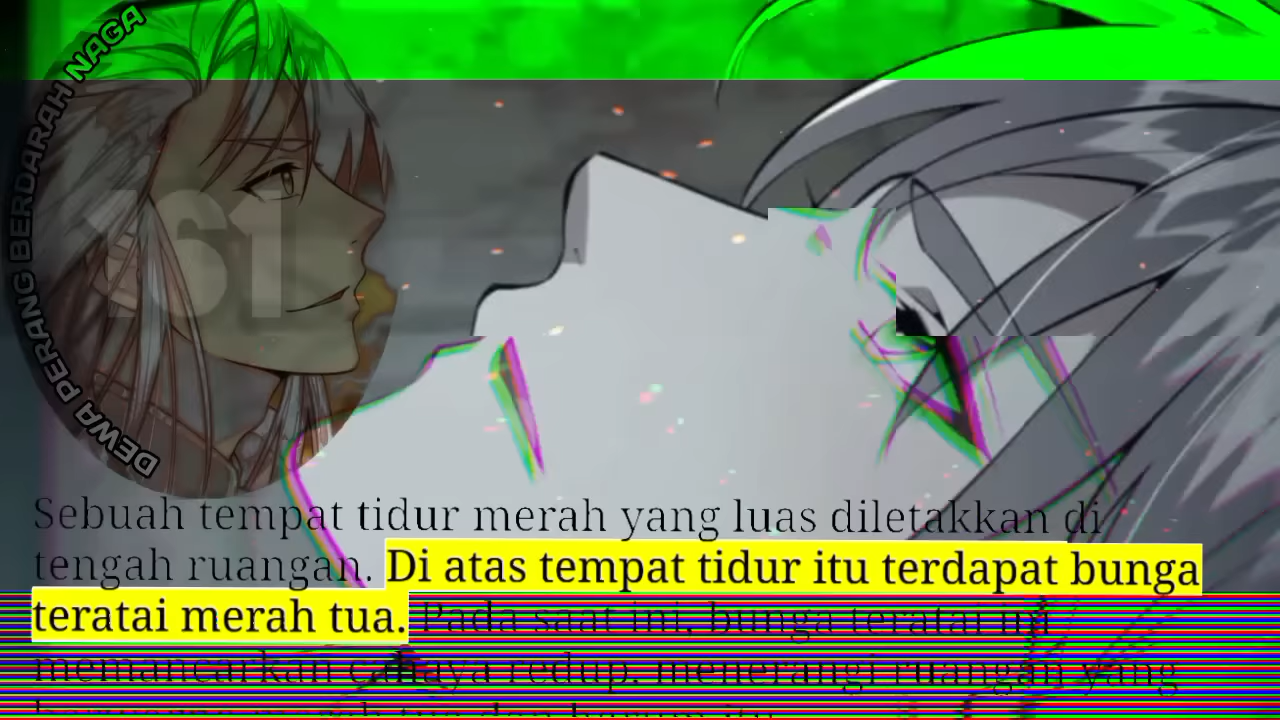 DEWA PERANG BERDARAH NAGA
161
Sebuah tempat tidur merah yang luas diletakkan di
tengah ruangan. Di atas tempat tidur itu terdapat bunga
teratai merah tua. Pada saat ini, bunga teratai ini
memancarkan cahaya redup, menerangi ruangan yang